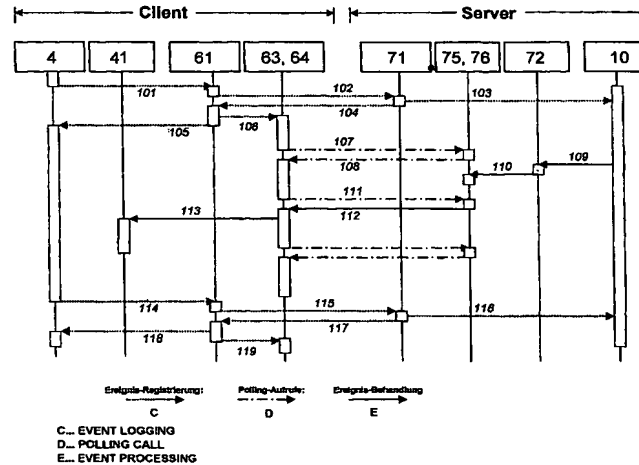 Client Server
4 41 61 63, 64 71 75, 76 72 10
101 102 103
104
105 106
107
108 110 109
111
112
113
114 115 116
117
118 119
Ereignis-Registrierung: Polling-Aufrufe: Ereignis-Behandlung
C D E
C... EVENT LOGGING
D... POLLING CALL
E... EVENT PROCESSING